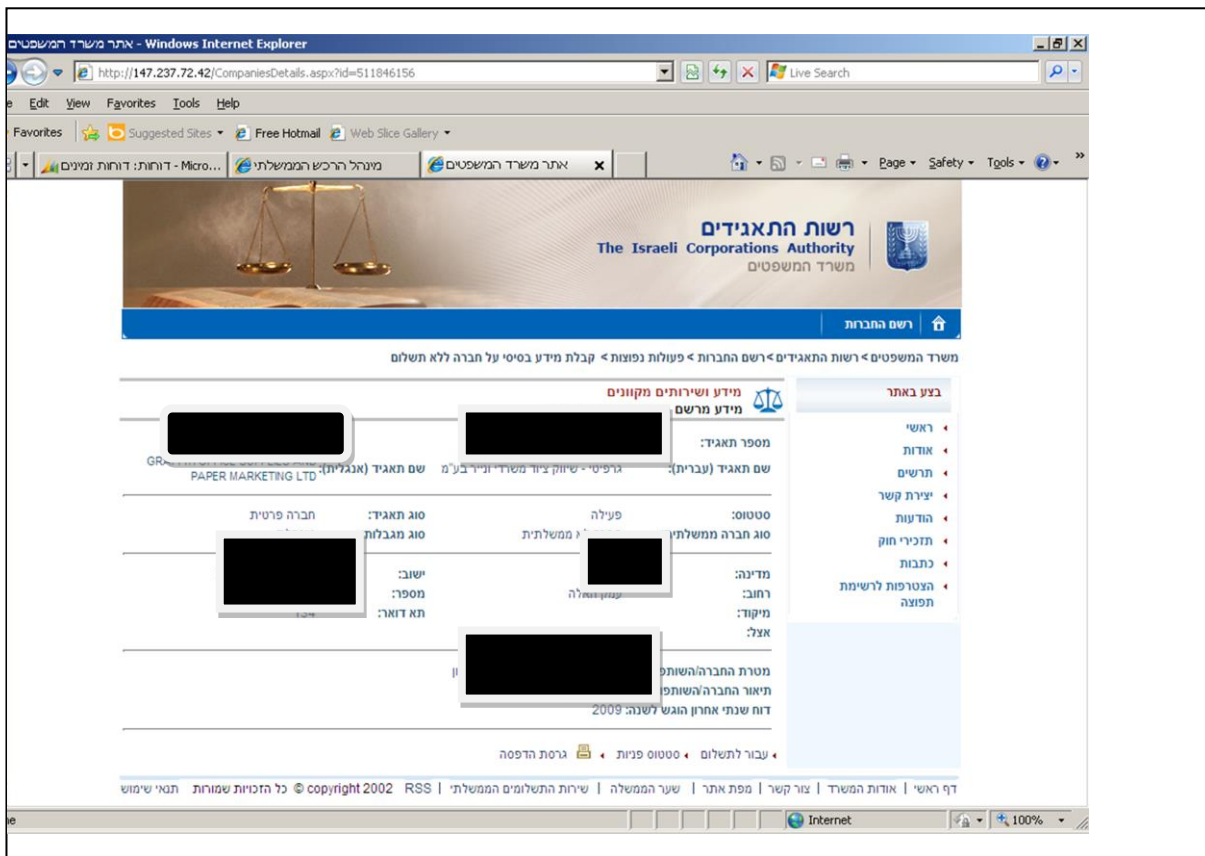 אתר משרד המשפטים - Windows Internet Explorer
http://147.237.72.42/CompaniesDetails.aspx?id=511846156
Live Search
Edit View Favorites Tools Help
Favorites Suggested Sites Free Hotmail Web Slice Gallery
דוחות: דוחות זמינים - Micro... מינהל הרכש הממשלתי אתר משרד המשפטים Page Safety Tools
רשות התאגידים
The Israeli Corporations Authority
משרד המשפטים
רשם החברות
משרד המשפטים > רשות התאגידים > רשם החברות > פעולות נפוצות > קבלת מידע בסיסי על חברה ללא תשלום
בצע באתר
ראשי
אודות
תרשים
יצירת קשר
הודעות
תזכירי חוק
כתבות
הצטרפות לרשימת
תפוצה
מידע ושירותים מקוונים
מידע מרשם
מספר תאגיד:
שם תאגיד (עברית): גרפיטי - שיווק ציוד משרדי ונייר בע"מ שם תאגיד (אנגלית):
PAPER MARKETING LTD
סטטוס: פעילה סוג תאגיד: חברה פרטית
סוג חברה ממשלתית ממשלתית סוג מגבלות
מדינה: ישוב:
רחוב: עמק האלה מספר:
מיקוד: תא דואר: 134
אצל:
מטרת החברה/השותפ
תיאור החברה/השותפו
דוח שנתי אחרון הוגש לשנה: 2009
עבור לתשלום סטטוס פניות גרסת הדפסה
דף ראשי | אודות המשרד | צור קשר | מפת אתר | שער הממשלה | שירות התשלומים הממשלתי | RSS copyright 2002 © כל הזכויות שמורות תנאי שימוש
Internet 100%